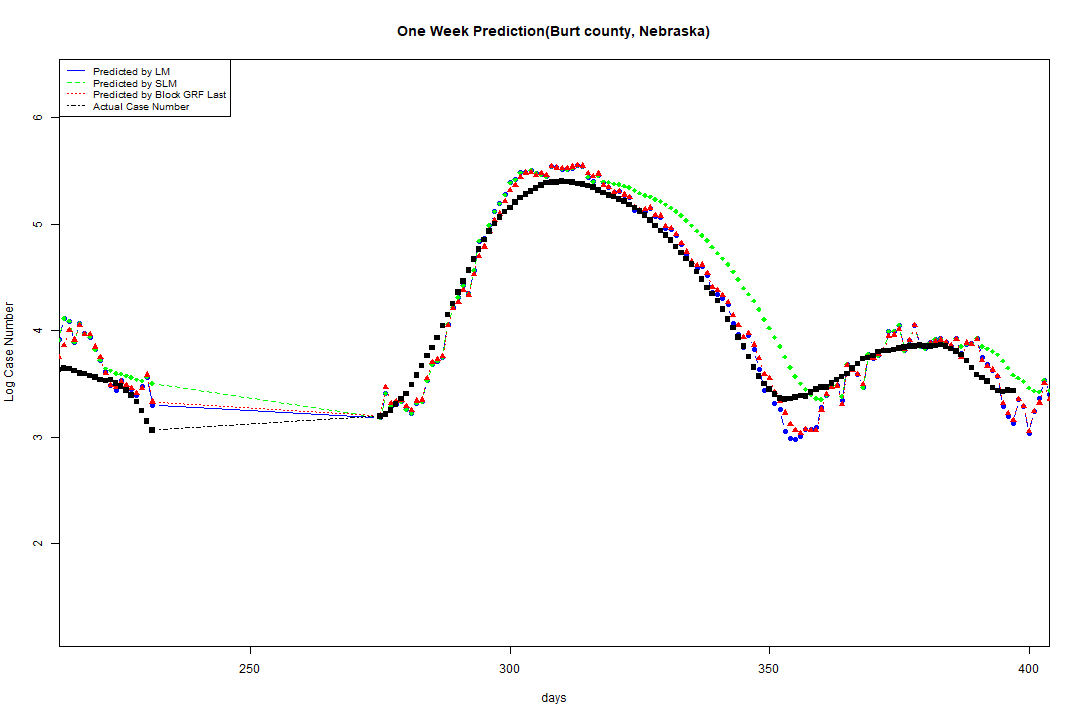 One Week Prediction(Burt county, Nebraska)
Predicted by LM
Predicted by SLM
Predicted by Block GRF Last
Actual Case Number
6
5
4
3
2
Log Case Number
250
300
350
400
days